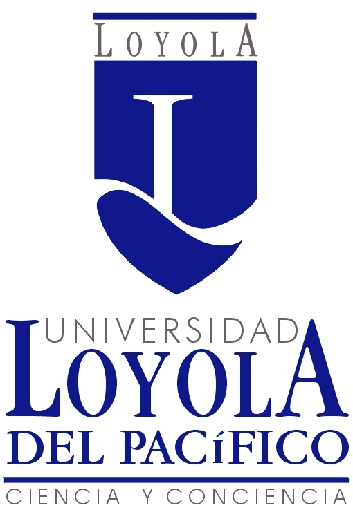 LOYOLA
L
UNIVERSIDAD
LOYOLA
DEL PACíFICO
CIENCIA Y CONCIENCIA